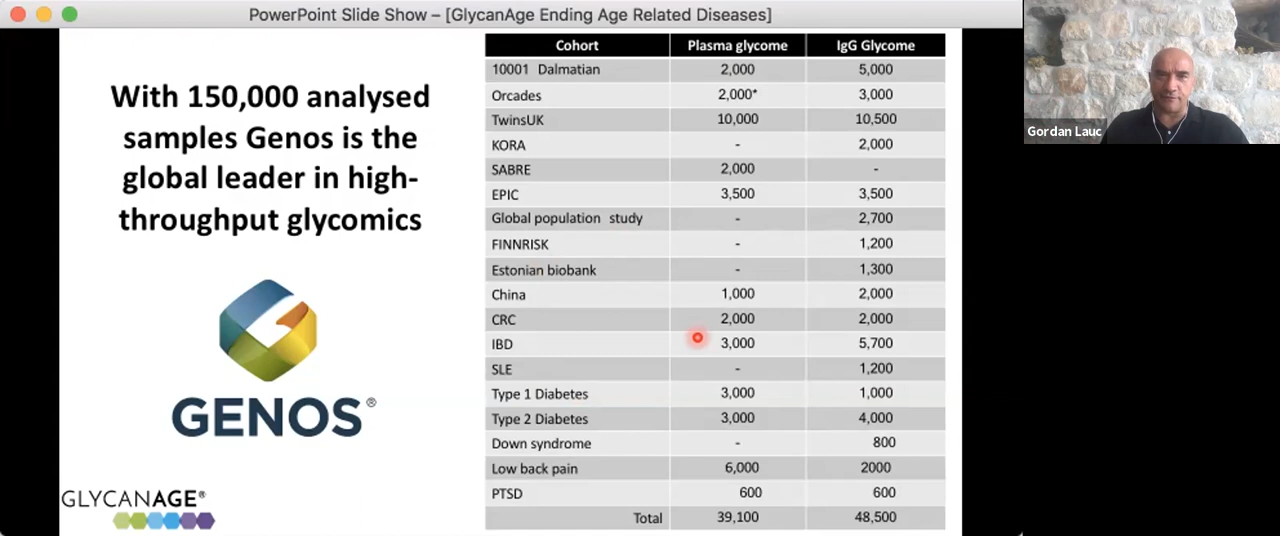 PowerPoint Slide Show – [GlycanAge Ending Age Related Diseases]
With 150,000 analysed
samples Genos is the
global leader in high-
throughput glycomics
GENOS®
GLYCANAGE®
Cohort Plasma glycome IgG Glycome
10001 Dalmatian 2,000 5,000
Orcades 2,000* 3,000
TwinsUK 10,000 10,500
KORA - 2,000
SABRE 2,000 -
EPIC 3,500 3,500
Global population study - 2,700
FINNRISK - 1,200
Estonian biobank - 1,300
China 1,000 2,000
CRC 2,000 2,000
IBD 3,000 5,700
SLE - 1,200
Type 1 Diabetes 3,000 1,000
Type 2 Diabetes 3,000 4,000
Down syndrome - 800
Low back pain 6,000 2000
PTSD 600 600
Total 39,100 48,500
Gordan Lauc